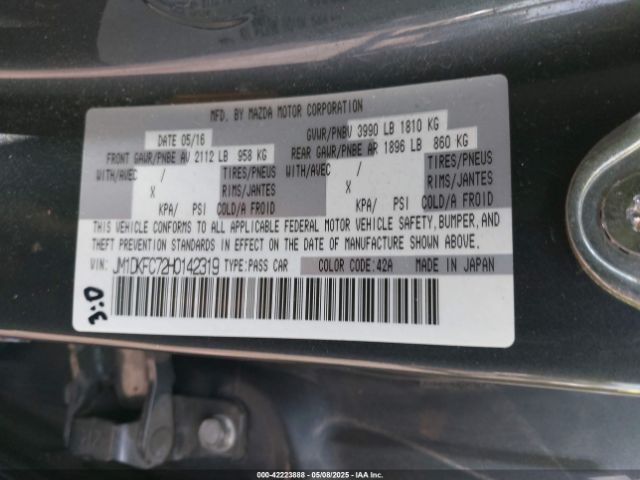 MFD. BY MAZDA MOTOR CORPORATION
DATE 05/16 GVWR/PNBV 3990 LB 1810 KG
FRONT GAWR/PNBE AV 2112 LB 958 KG REAR GAWR/PNBE AR 1896 LB 860 KG
WITH/AVEC / TIRES/PNEUS WITH/AVEC / TIRES/PNEUS
X RIMS/JANTES X RIMS/JANTES
KPA/ PSI COLD/A FROID KPA/ PSI COLD/A FROID
THIS VEHICLE CONFORMS TO ALL APPLICABLE FEDERAL MOTOR VEHICLE SAFETY, BUMPER, AND
THEFT PREVENTION STANDARDS IN EFFECT ON THE DATE OF MANUFACTURE SHOWN ABOVE.
VIN: JM1DKFC72H0142319 TYPE:PASS CAR COLOR CODE:42A MADE IN JAPAN
3:0
000-42223888 05/08/2025 IAA Inc.